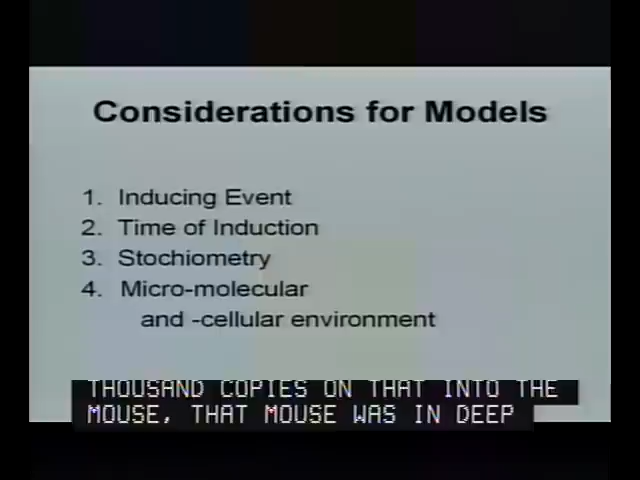 Considerations for Models
1. Inducing Event
2. Time of Induction
3. Stochiometry
4. Micro-molecular
and -cellular environment
THOUSAND COPIES ON THAT INTO THE
MOUSE, THAT MOUSE WAS IN DEEP